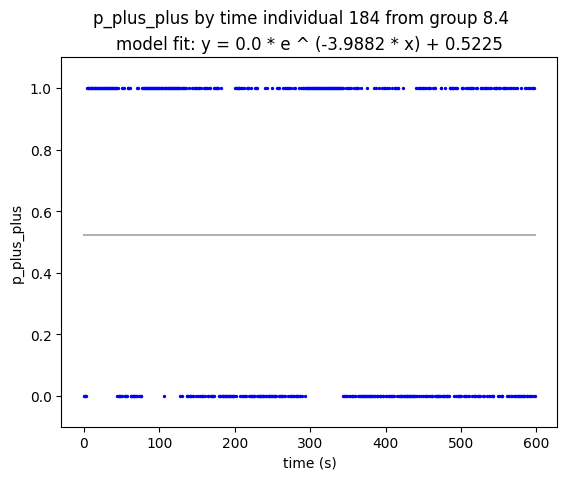 p_plus_plus by time individual 184 from group 8.4
model fit: y = 0.0 * e ^ (-3.9882 * x) + 0.5225
1.0
0.8
0.6
0.4
0.2
0.0
p_plus_plus
0 100 200 300 400 500 600
time (s)